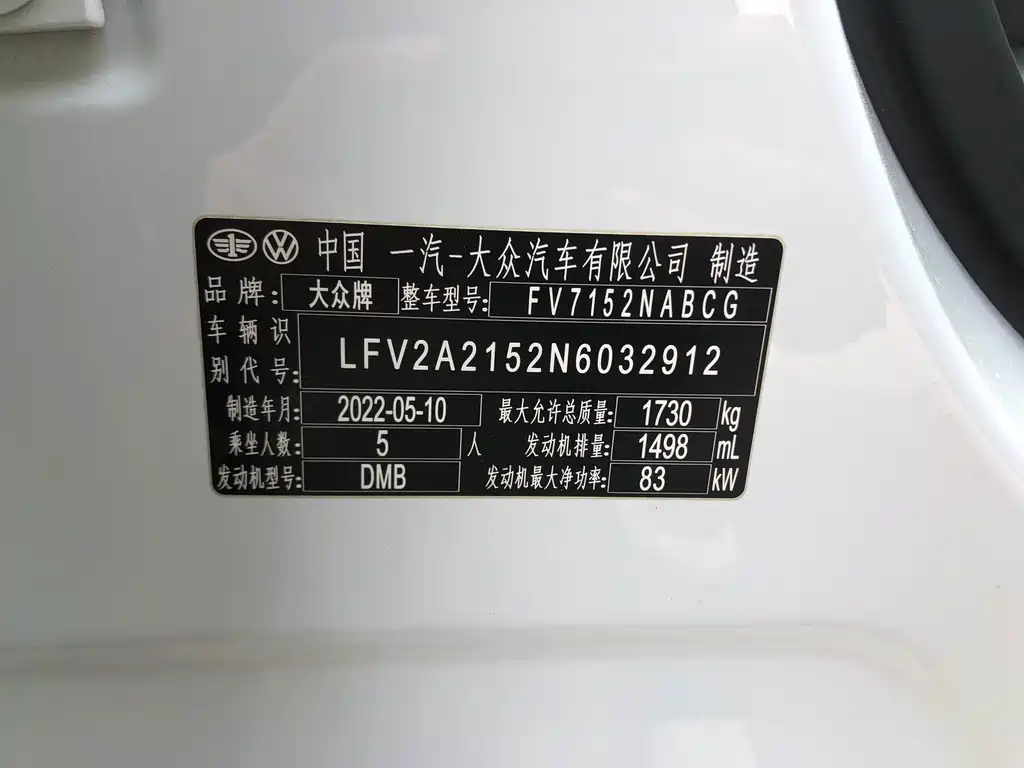 中国 一汽-大众汽车有限公司 制造
品牌: 大众牌 整车型号: FV7152NABCG
车辆识
别代号: LFV2A2152N6032912
制造年月: 2022-05-10 最大允许总质量: 1730 kg
乘坐人数: 5 人 发动机排量: 1498 mL
发动机型号: DMB 发动机最大净功率: 83 kW